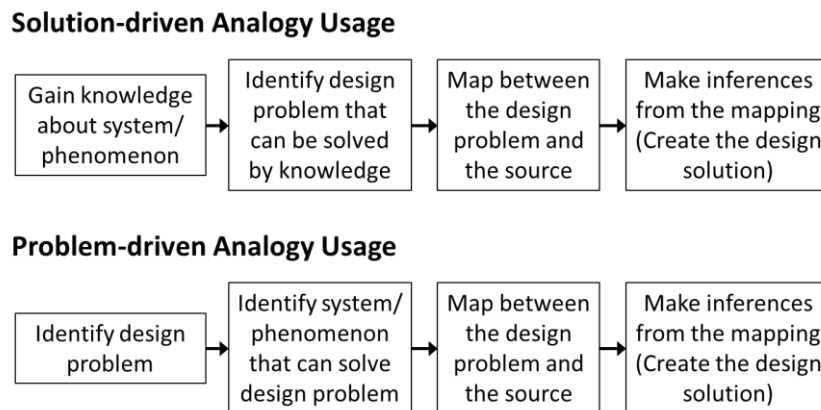 Solution-driven Analogy Usage
Gain knowledge
about system/
phenomenon
Identify design
problem that
can be solved
by knowledge
Map between
the design
problem and
the source
Make inferences
from the mapping
(Create the design
solution)
Problem-driven Analogy Usage
Identify design
problem
Identify system/
phenomenon
that can solve
design problem
Map between
the design
problem and
the source
Make inferences
from the mapping
(Create the design
solution)